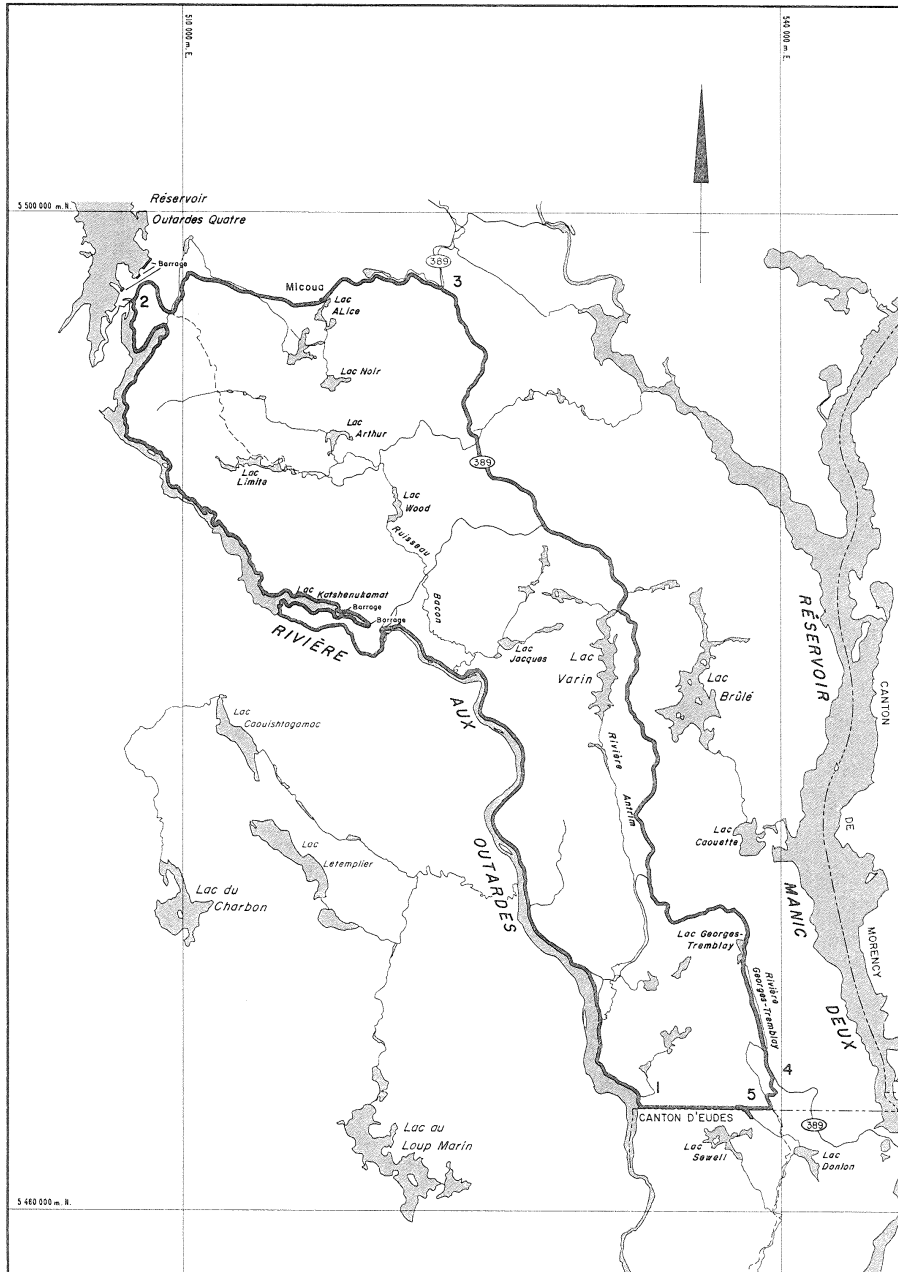 510 000 m. E.
540 000 m. E.
5 500 000 m. N.
Réservoir
Outardes Quatre
Barrage
2
389
3
Micoua
Lac
ALice
Lac Noir
Lac
Arthur
389
Lac
Limite
Lac
Wood
Ruisseau
Bacon
Lac
Katshenukamat
Barrage
Barrage
RIVIÈRE
AUX
OUTARDES
Lac
Jacques
Lac
Varin
Lac
Brûlé
RÉSERVOIR
MANIC
DEUX
CANTON
DE
MORENCY
Lac
Caouishtagamac
Rivière
Antrim
Lac
Caouette
Lac
Letemplier
Lac du
Charbon
Lac Georges-
Tremblay
Rivière
Georges-Tremblay
4
1
5
CANTON D'EUDES
389
Lac
Sewell
Lac
Donlon
Lac au
Loup Marin
5 460 000 m. N.